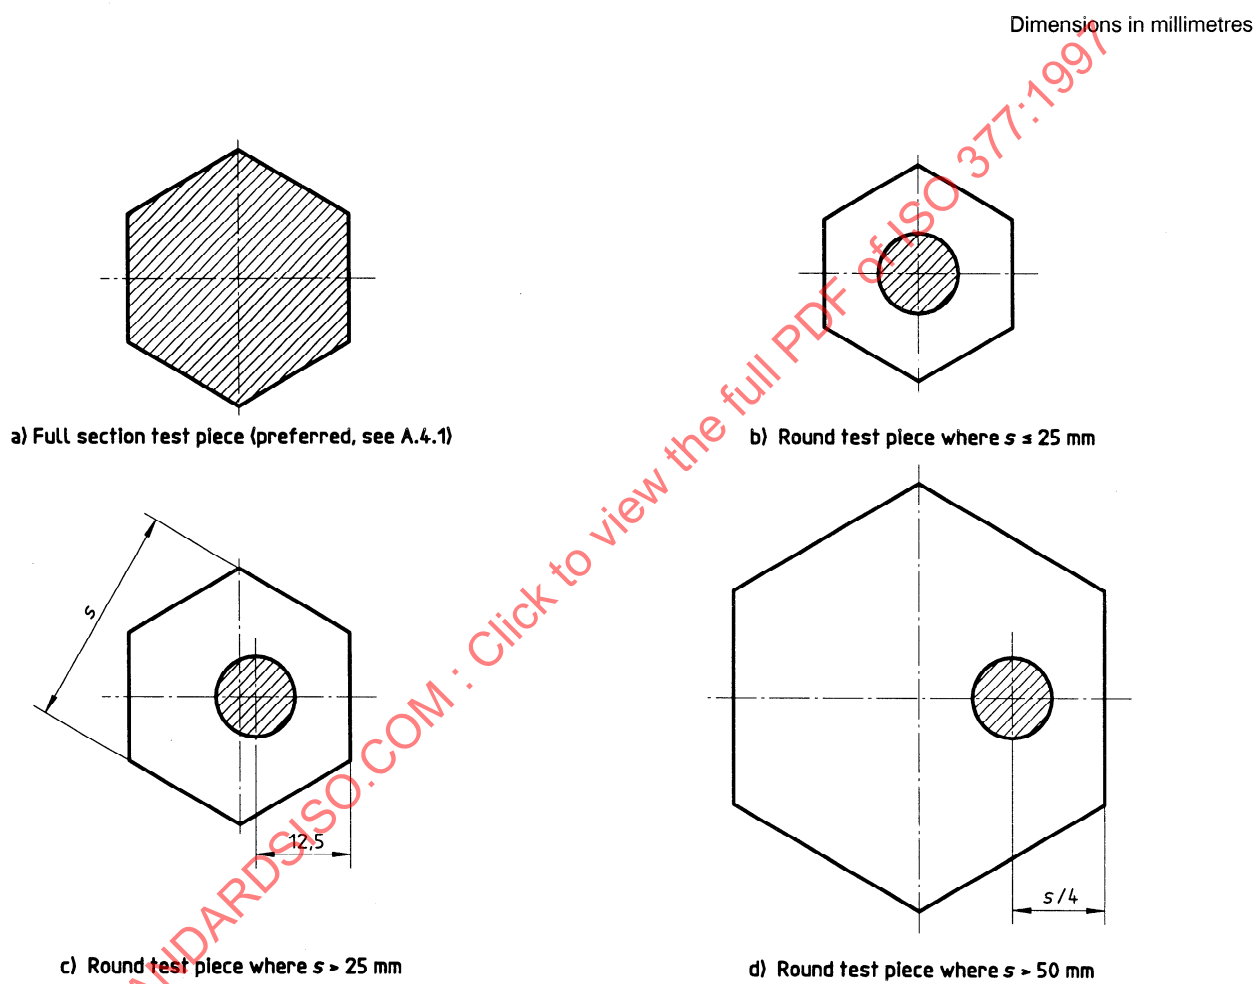 Dimensions in millimetres
a) Full section test piece (preferred, see A.4.1)
b) Round test piece where s ≤ 25 mm
s
12,5
s/4
c) Round test piece where s > 25 mm
d) Round test piece where s > 50 mm
ANDARDSISO.COM : Click to view the full PDF of ISO 377:1997